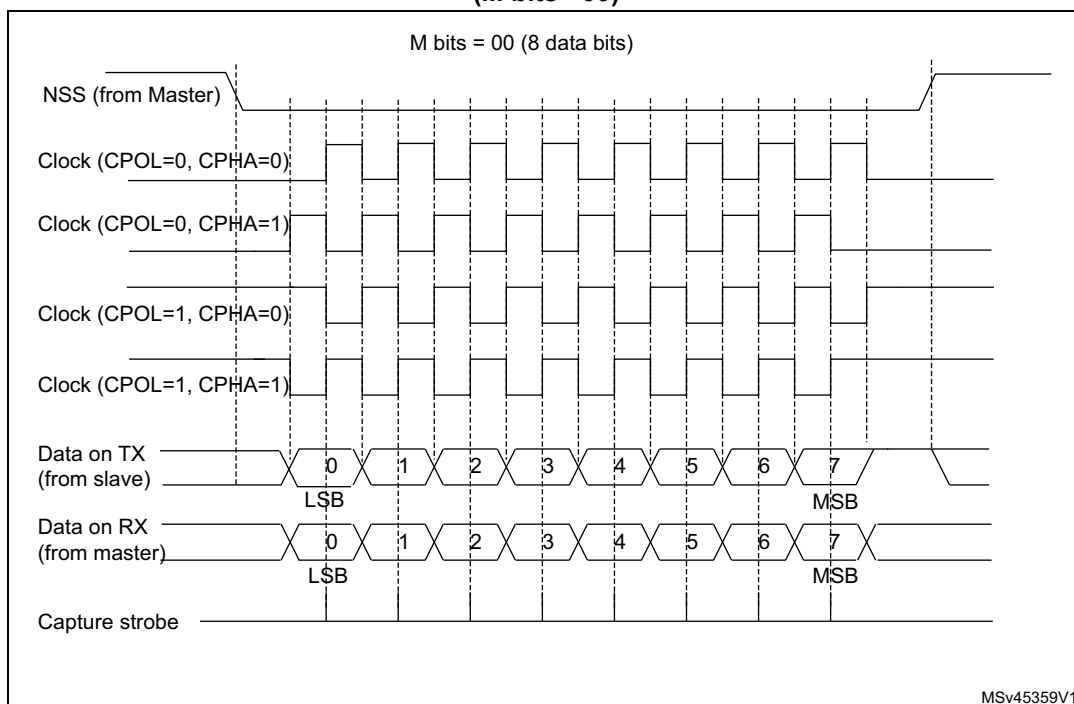 M bits = 00 (8 data bits)
NSS (from Master)
Clock (CPOL=0, CPHA=0)
Clock (CPOL=0, CPHA=1)
Clock (CPOL=1, CPHA=0)
Clock (CPOL=1, CPHA=1)
Data on TX
(from slave)
0 1 2 3 4 5 6 7
LSB MSB
Data on RX
(from master)
0 1 2 3 4 5 6 7
LSB MSB
Capture strobe
MSv45359V1